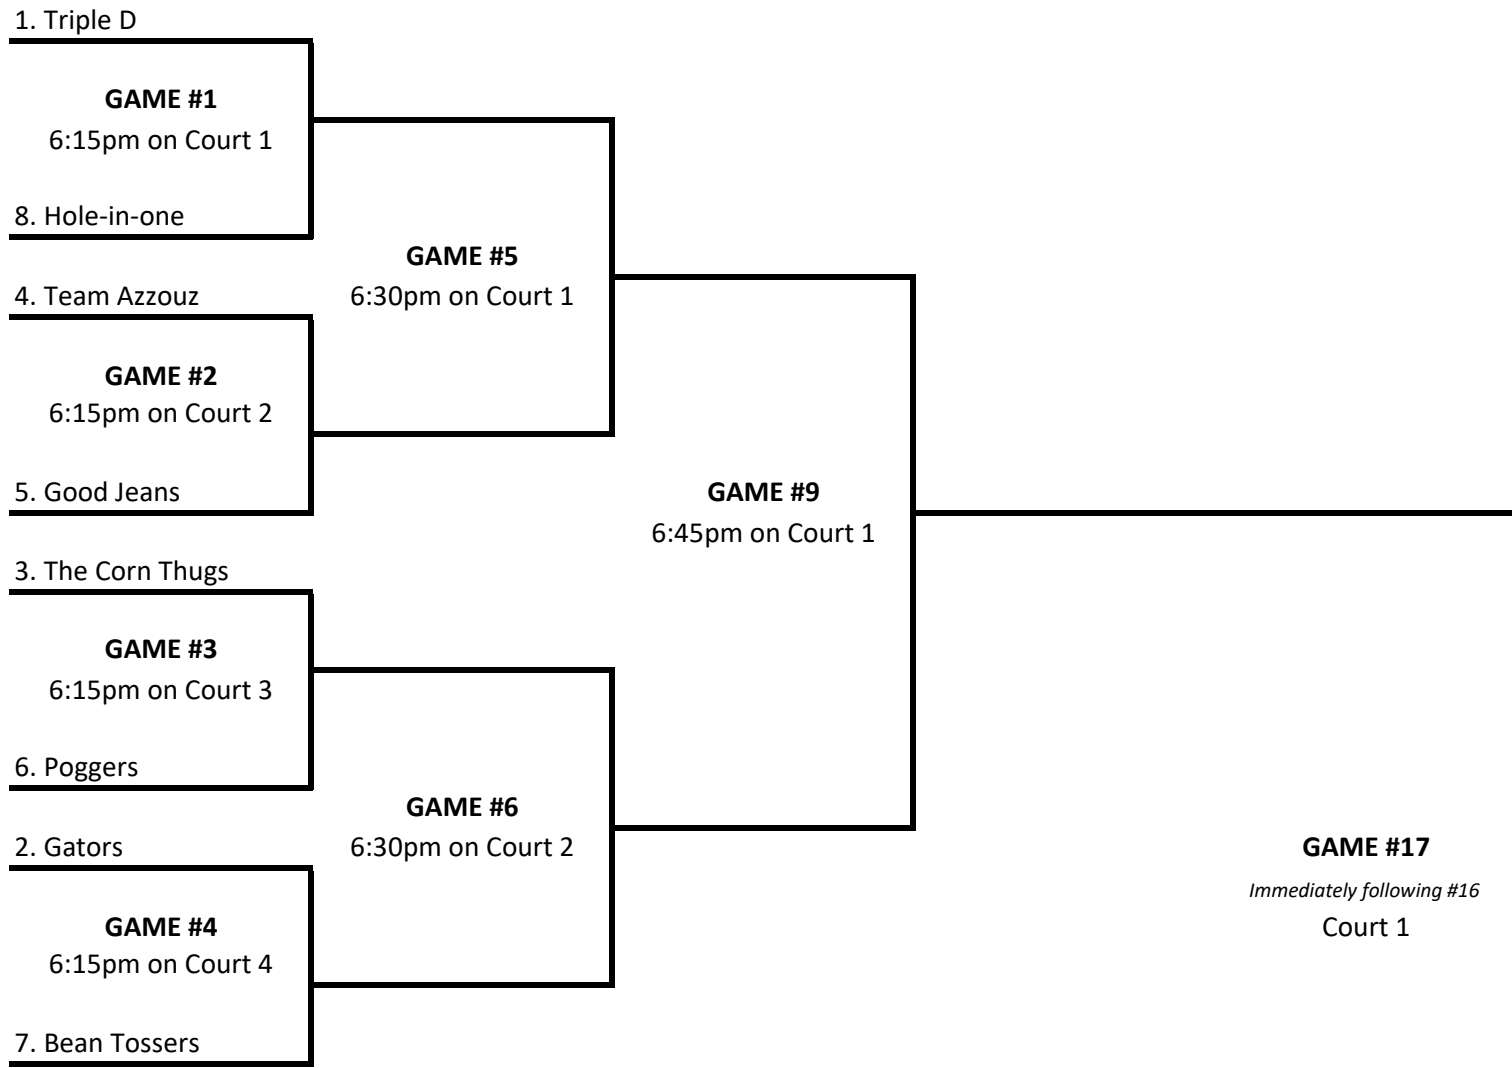 1. Triple D
GAME #1
6:15pm on Court 1
8. Hole-in-one
GAME #5
6:30pm on Court 1
4. Team Azzouz
GAME #2
6:15pm on Court 2
5. Good Jeans
GAME #9
6:45pm on Court 1
3. The Corn Thugs
GAME #3
6:15pm on Court 3
6. Poggers
GAME #6
6:30pm on Court 2
2. Gators
GAME #4
6:15pm on Court 4
7. Bean Tossers
GAME #17
Immediately following #16
Court 1